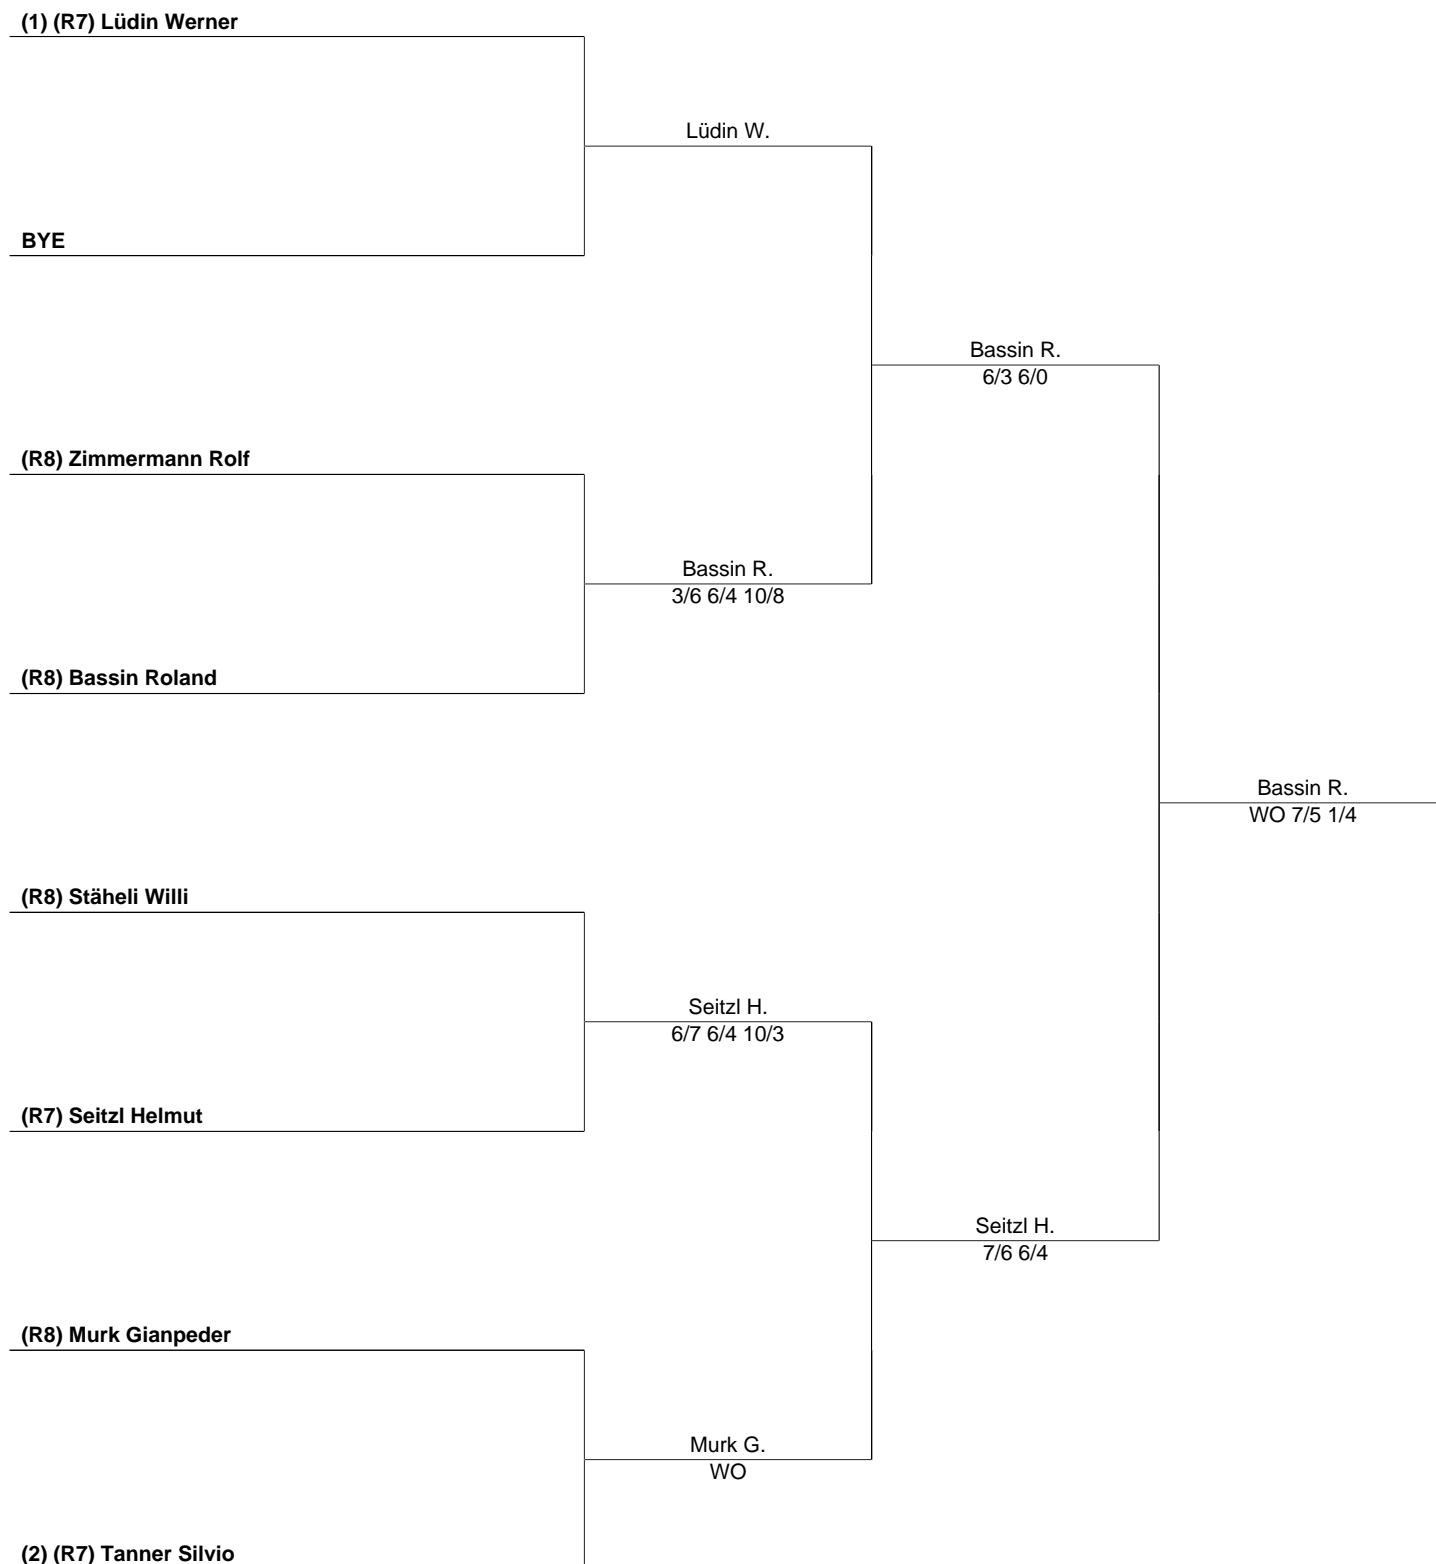 (1) (R7) Lüdin Werner
Lüdin W.
BYE
Bassin R.
6/3 6/0
(R8) Zimmermann Rolf
Bassin R.
3/6 6/4 10/8
(R8) Bassin Roland
Bassin R.
WO 7/5 1/4
(R8) Stäheli Willi
Seitzl H.
6/7 6/4 10/3
(R7) Seitzl Helmut
Seitzl H.
7/6 6/4
(R8) Murk Gianpeder
Murk G.
WO
(2) (R7) Tanner Silvio